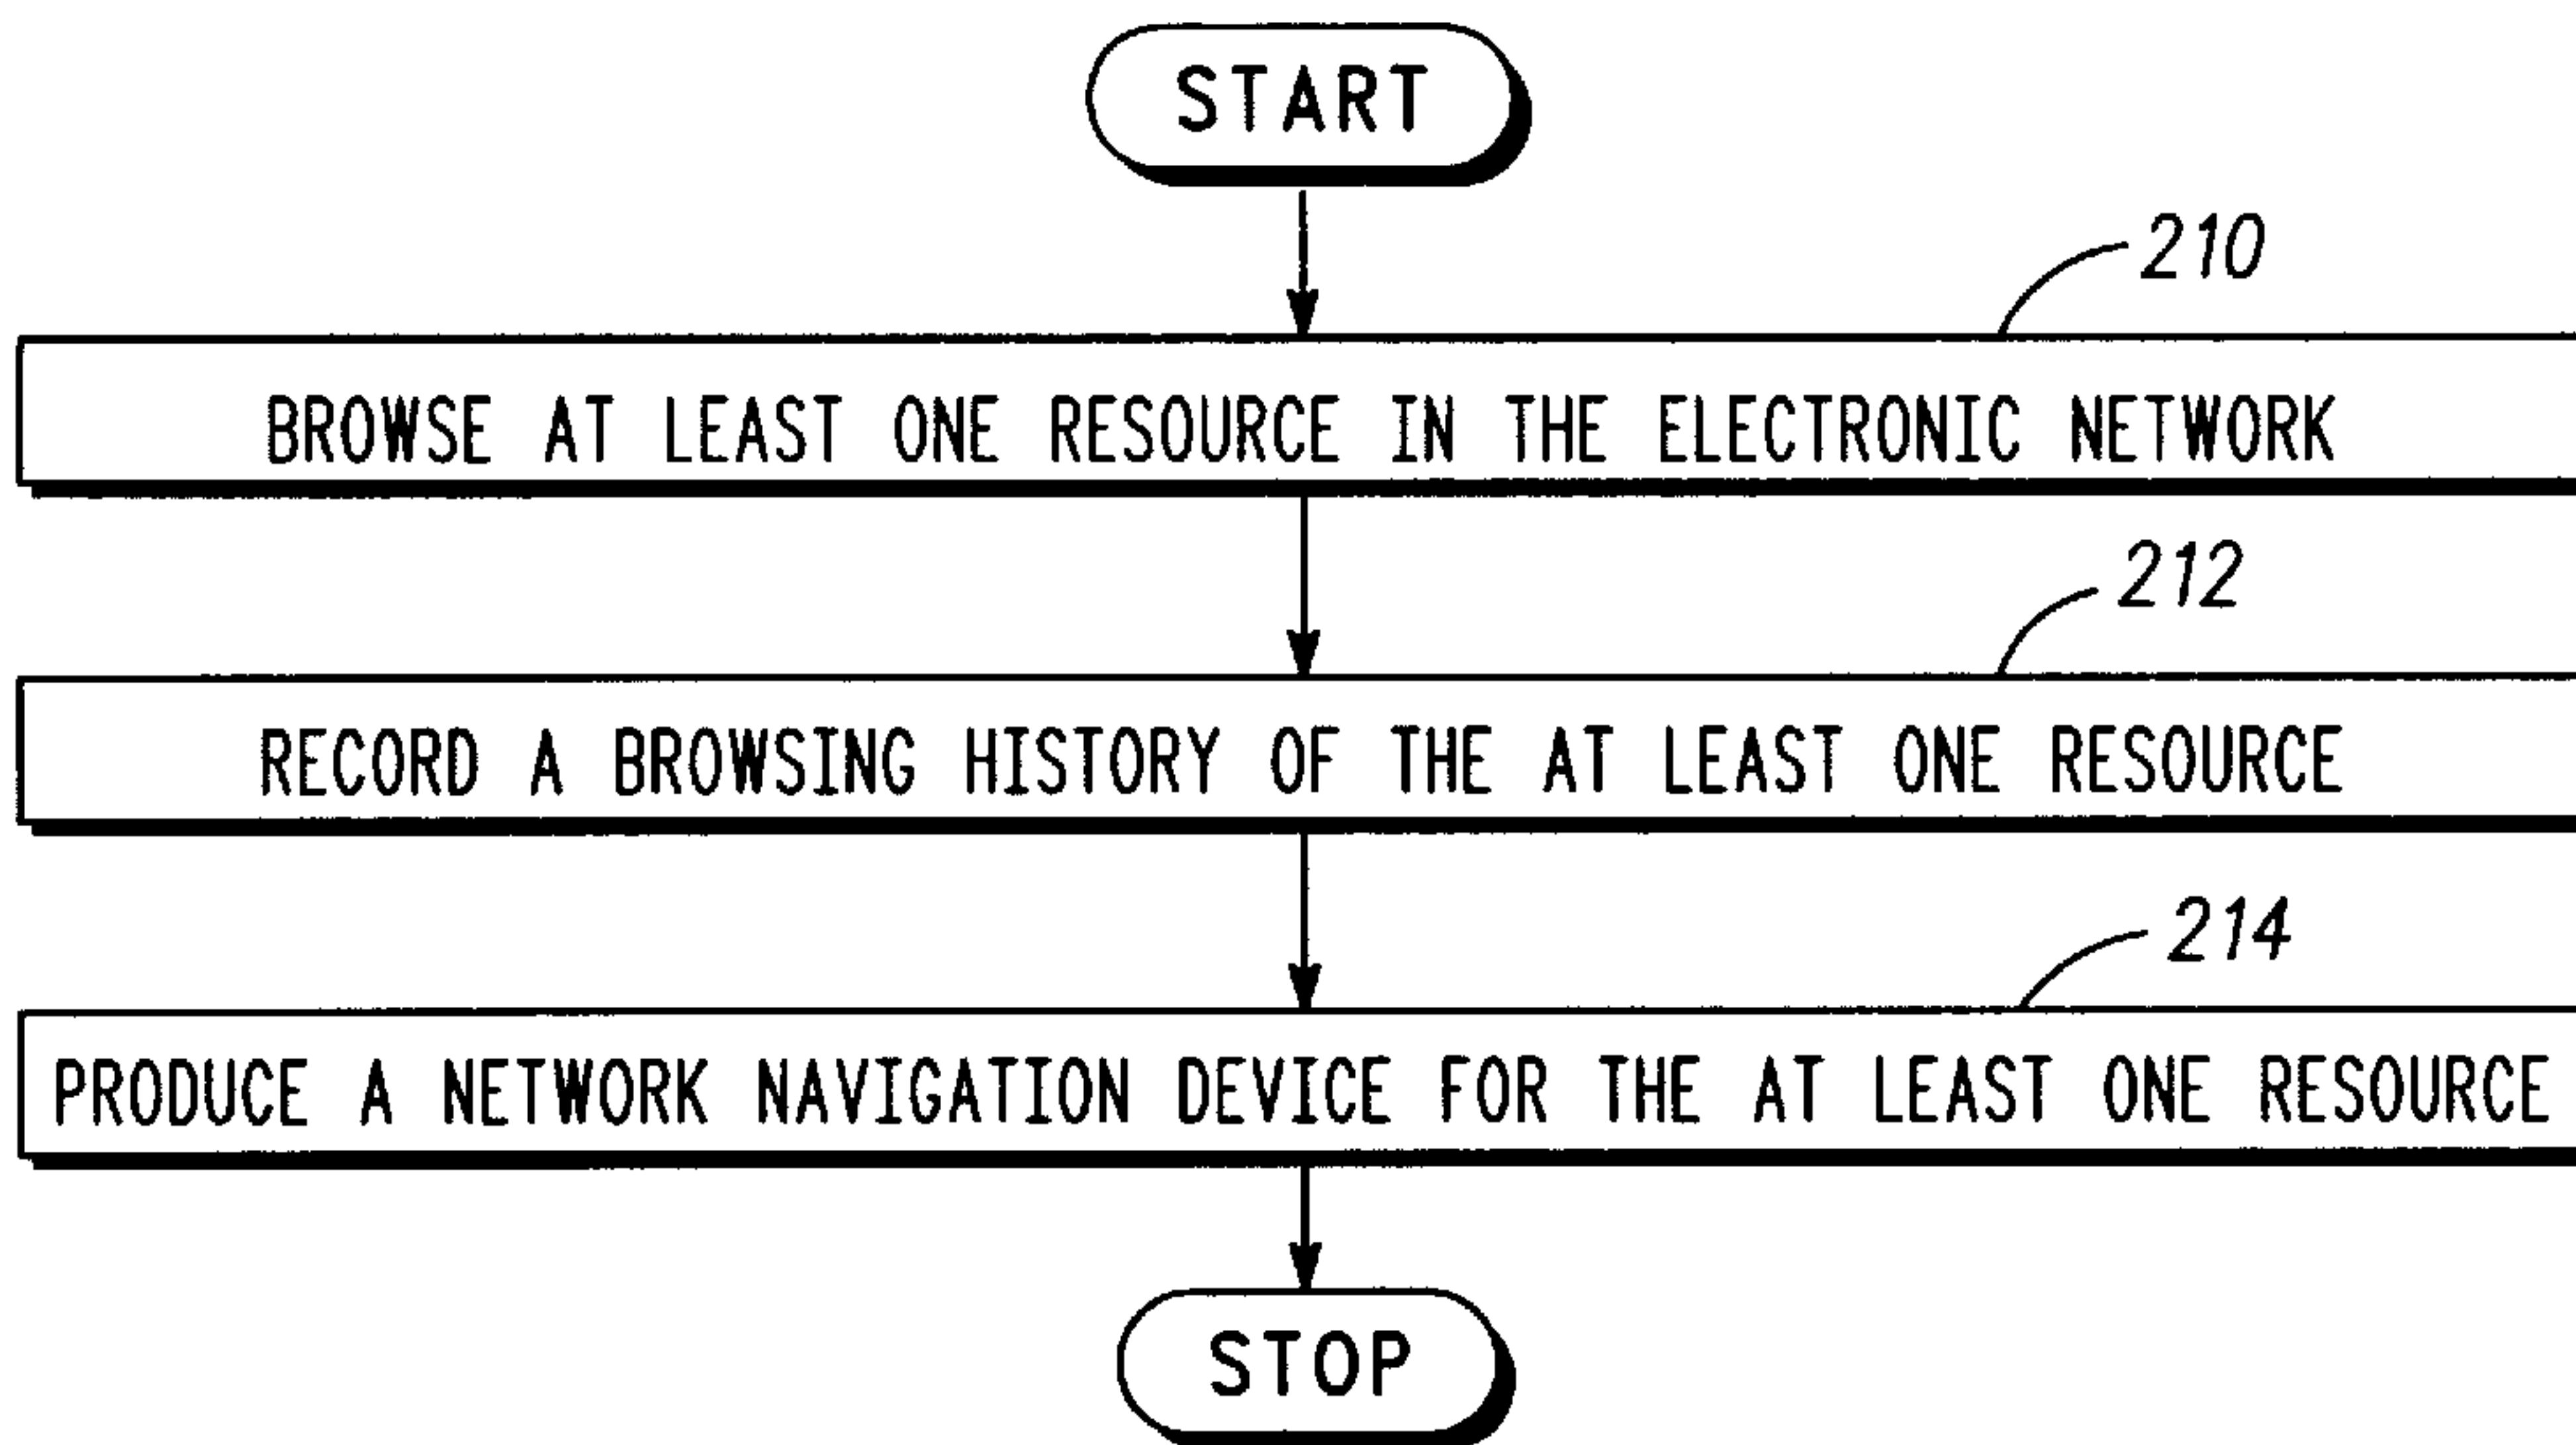 START
210
BROWSE AT LEAST ONE RESOURCE IN THE ELECTRONIC NETWORK
212
RECORD A BROWSING HISTORY OF THE AT LEAST ONE RESOURCE
214
PRODUCE A NETWORK NAVIGATION DEVICE FOR THE AT LEAST ONE RESOURCE
STOP